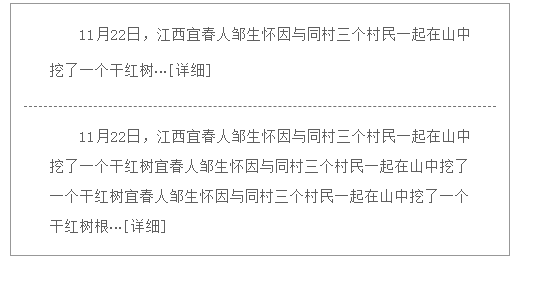 11月22日，江西宜春人邹生怀因与同村三个村民一起在山中
挖了一个干红树…[详细]
11月22日，江西宜春人邹生怀因与同村三个村民一起在山中
挖了一个干红树宜春人邹生怀因与同村三个村民一起在山中挖了
一个干红树宜春人邹生怀因与同村三个村民一起在山中挖了一个
干红树根…[详细]